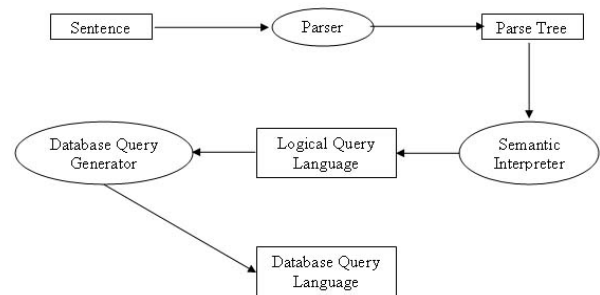 Sentence
Parser
Parse Tree
Database Query
Generator
Logical Query
Language
Semantic
Interpreter
Database Query
Language